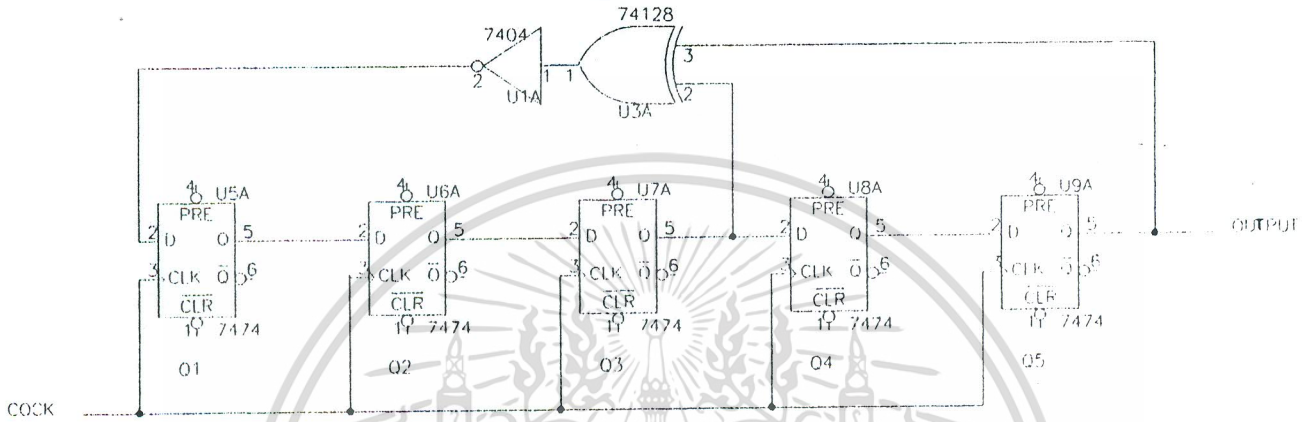 74128
7404
3
2 1 1 2
U1A U3A
4 U5A 4 U6A 4 U7A 4 U8A 4 U9A
PRE PRE PRE PRE PRE
2 D Q 5 2 D Q 5 2 D Q 5 2 D Q 5 2 D Q 5 OUTPUT
3 CLK Q 6 3 CLK Q 6 3 CLK Q 6 3 CLK Q 6 3 CLK Q 6
CLR CLR CLR CLR CLR
1 7474 1 7474 1 7474 1 7474 1 7474
Q1 Q2 Q3 Q4 Q5
COCK